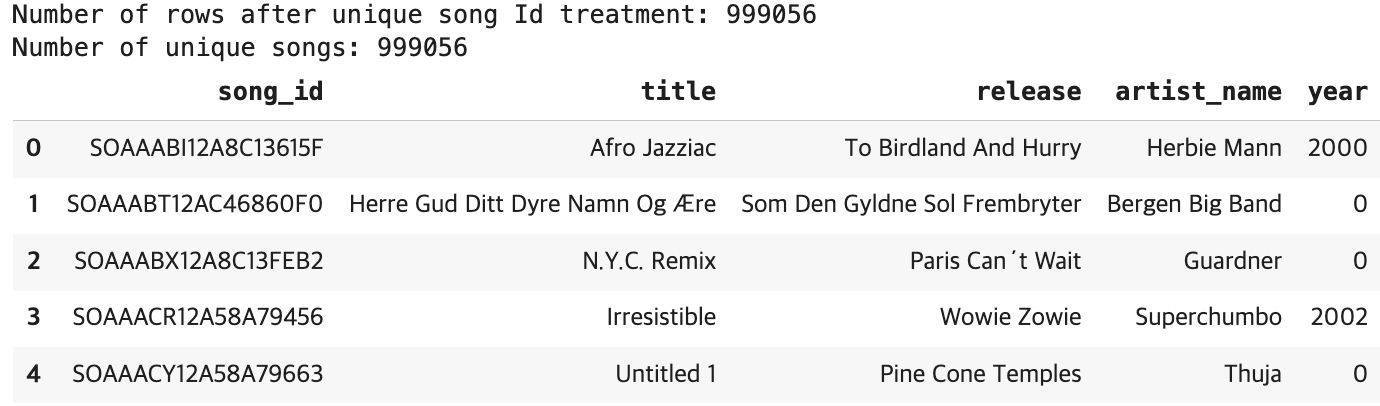 Number of rows after unique song Id treatment: 999056
Number of unique songs: 999056
song_id title release artist_name year
0 SOAAABI12A8C13615F Afro Jazziac To Birdland And Hurry Herbie Mann 2000
1 SOAAABT12AC46860F0 Herre Gud Ditt Dyre Namn Og Ære Som Den Gyldne Sol Frembryter Bergen Big Band 0
2 SOAAABX12A8C13FEB2 N.Y.C. Remix Paris Can´t Wait Guardner 0
3 SOAAACR12A58A79456 Irresistible Wowie Zowie Superchumbo 2002
4 SOAAACY12A58A79663 Untitled 1 Pine Cone Temples Thuja 0